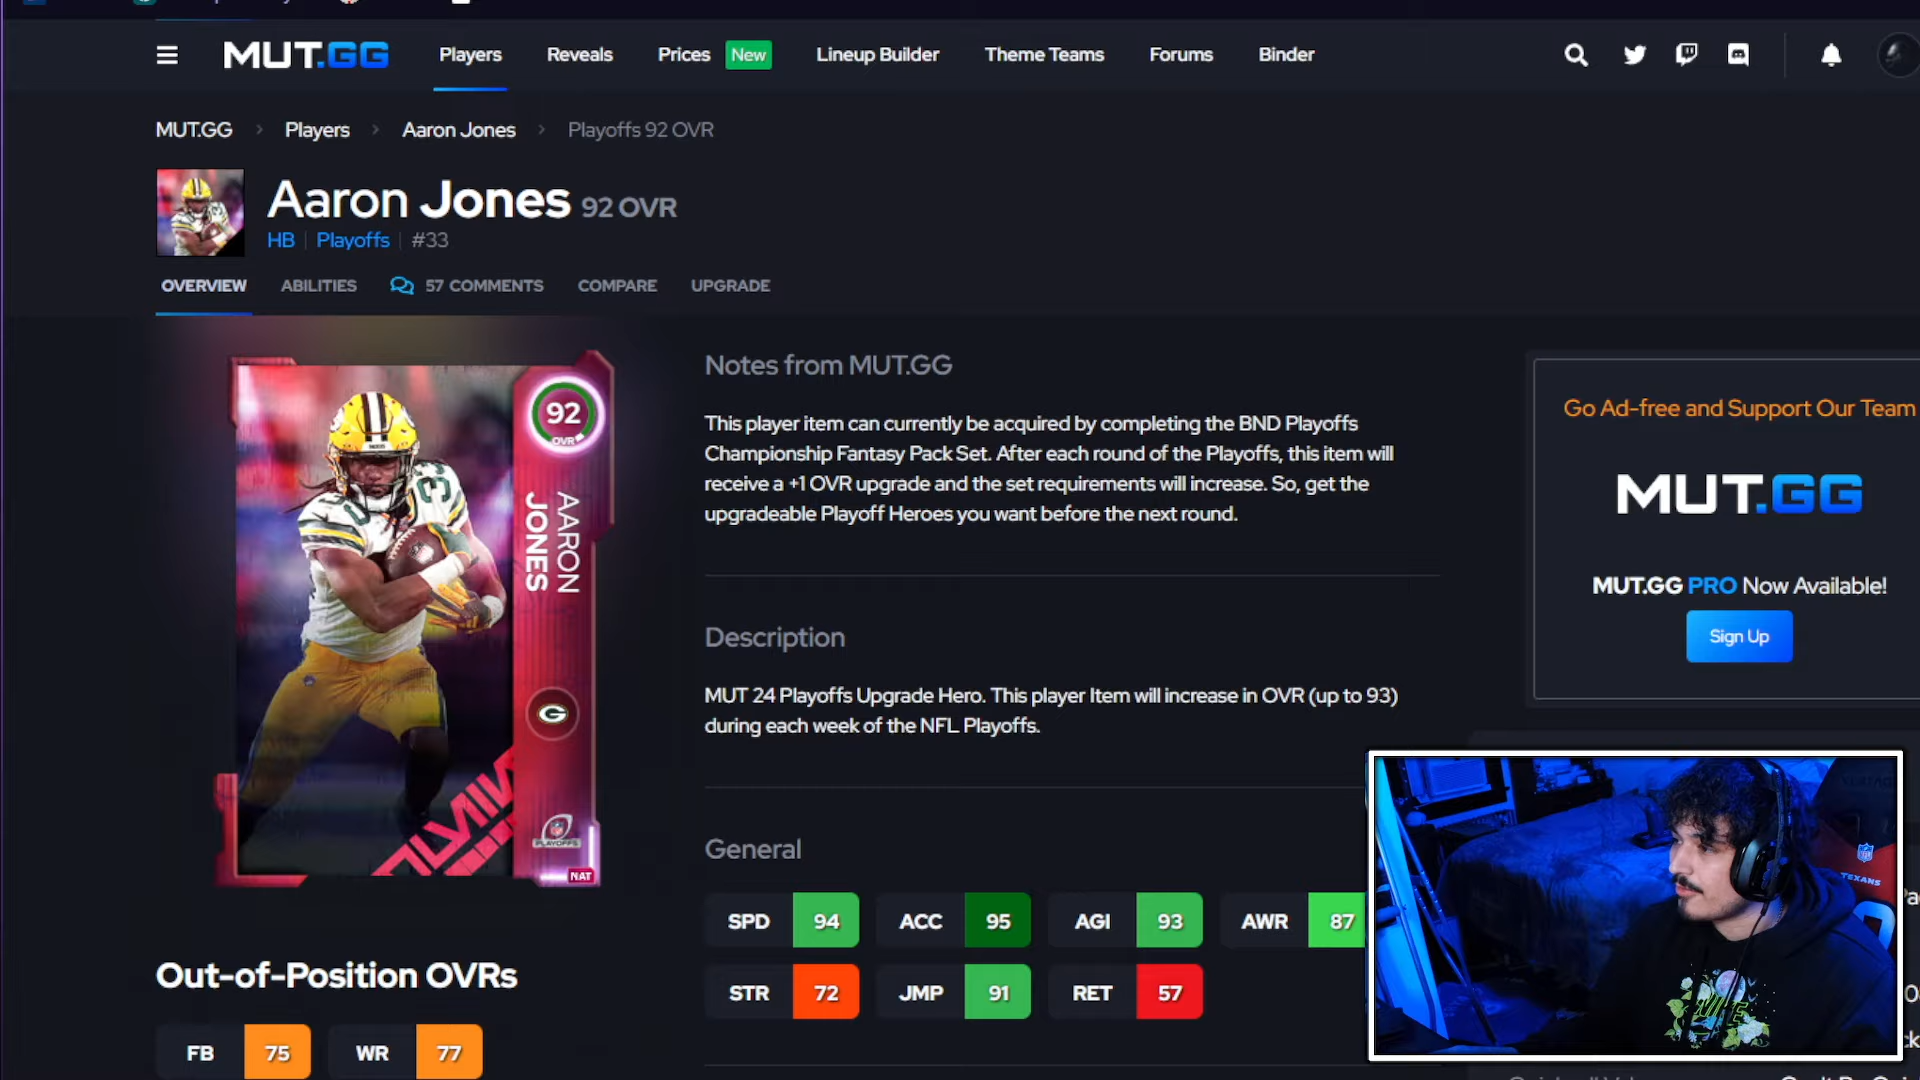 MUT.GG
Players
Reveals
Prices New
Lineup Builder
Theme Teams
Forums
Binder
MUT.GG > Players > Aaron Jones > Playoffs 92 OVR
Aaron Jones 92 OVR
HB | Playoffs | #33
OVERVIEW
ABILITIES
57 COMMENTS
COMPARE
UPGRADE
92
OVR
AARON
JONES
33
G
NFL
PLAYOFFS
NAT
Notes from MUT.GG
This player item can currently be acquired by completing the BND Playoffs
Championship Fantasy Pack Set. After each round of the Playoffs, this item will
receive a +1 OVR upgrade and the set requirements will increase. So, get the
upgradeable Playoff Heroes you want before the next round.
Description
MUT 24 Playoffs Upgrade Hero. This player Item will increase in OVR (up to 93)
during each week of the NFL Playoffs.
General
SPD 94 ACC 95 AGI 93 AWR 87
STR 72 JMP 91 RET 57
Out-of-Position OVRs
FB 75 WR 77
Go Ad-free and Support Our Team
MUT.GG
MUT.GG PRO Now Available!
Sign Up
NFL
TEXANS